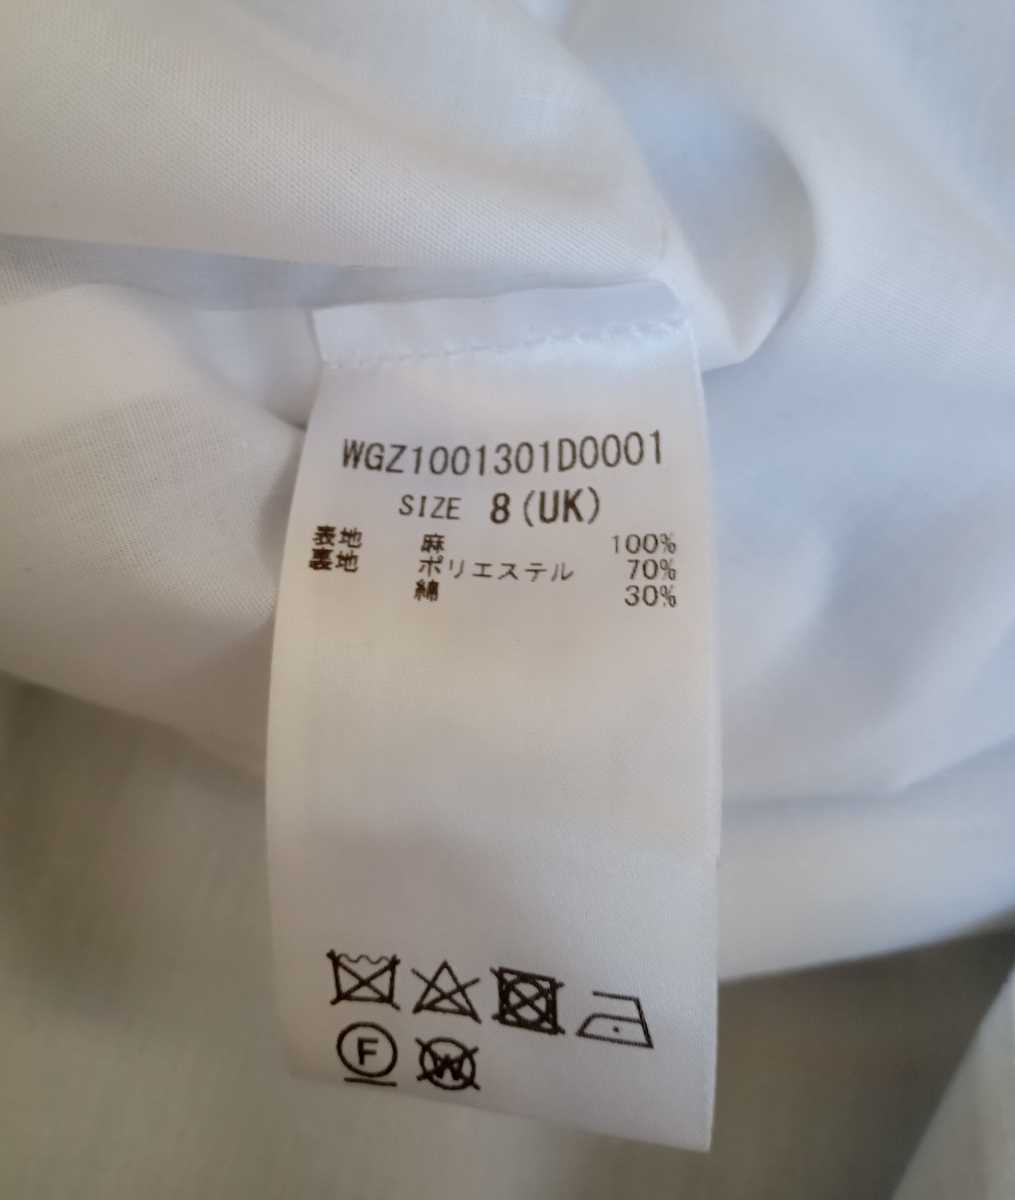 WGZ1001301D0001
SIZE 8(UK)
表地 麻 100%
裏地 ポリエステル 70%
綿 30%
F
W